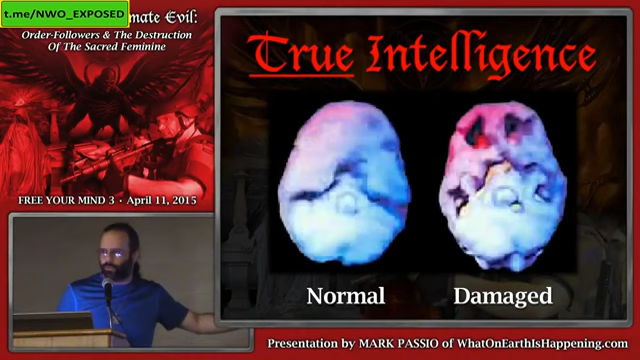 t.me/NWO_EXPOSED
mate Evil:
Order-Followers & The Destruction
Of The Sacred Feminine
FREE YOUR MIND 3 · April 11, 2015
True Intelligence
Normal
Damaged
Presentation by MARK PASSIO of WhatOnEarthIsHappening.com